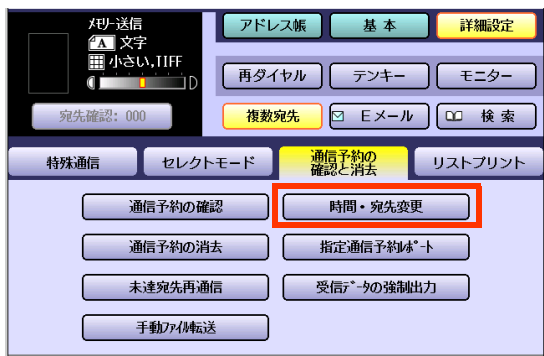 ﾒﾓﾘｰ送信
A 文字
小さい,TIFF
D
宛先確認: 000
アドレス帳
基 本
詳細設定
再ダイヤル
テンキー
モニター
複数宛先
Eメール
検 索
特殊通信
セレクトモード
通信予約の
確認と消去
リストプリント
通信予約の確認
時間・宛先変更
通信予約の消去
指定通信予約ﾚﾎﾟｰﾄ
未達宛先再通信
受信ﾃﾞｰﾀの強制出力
手動ﾌｧｲﾙ転送